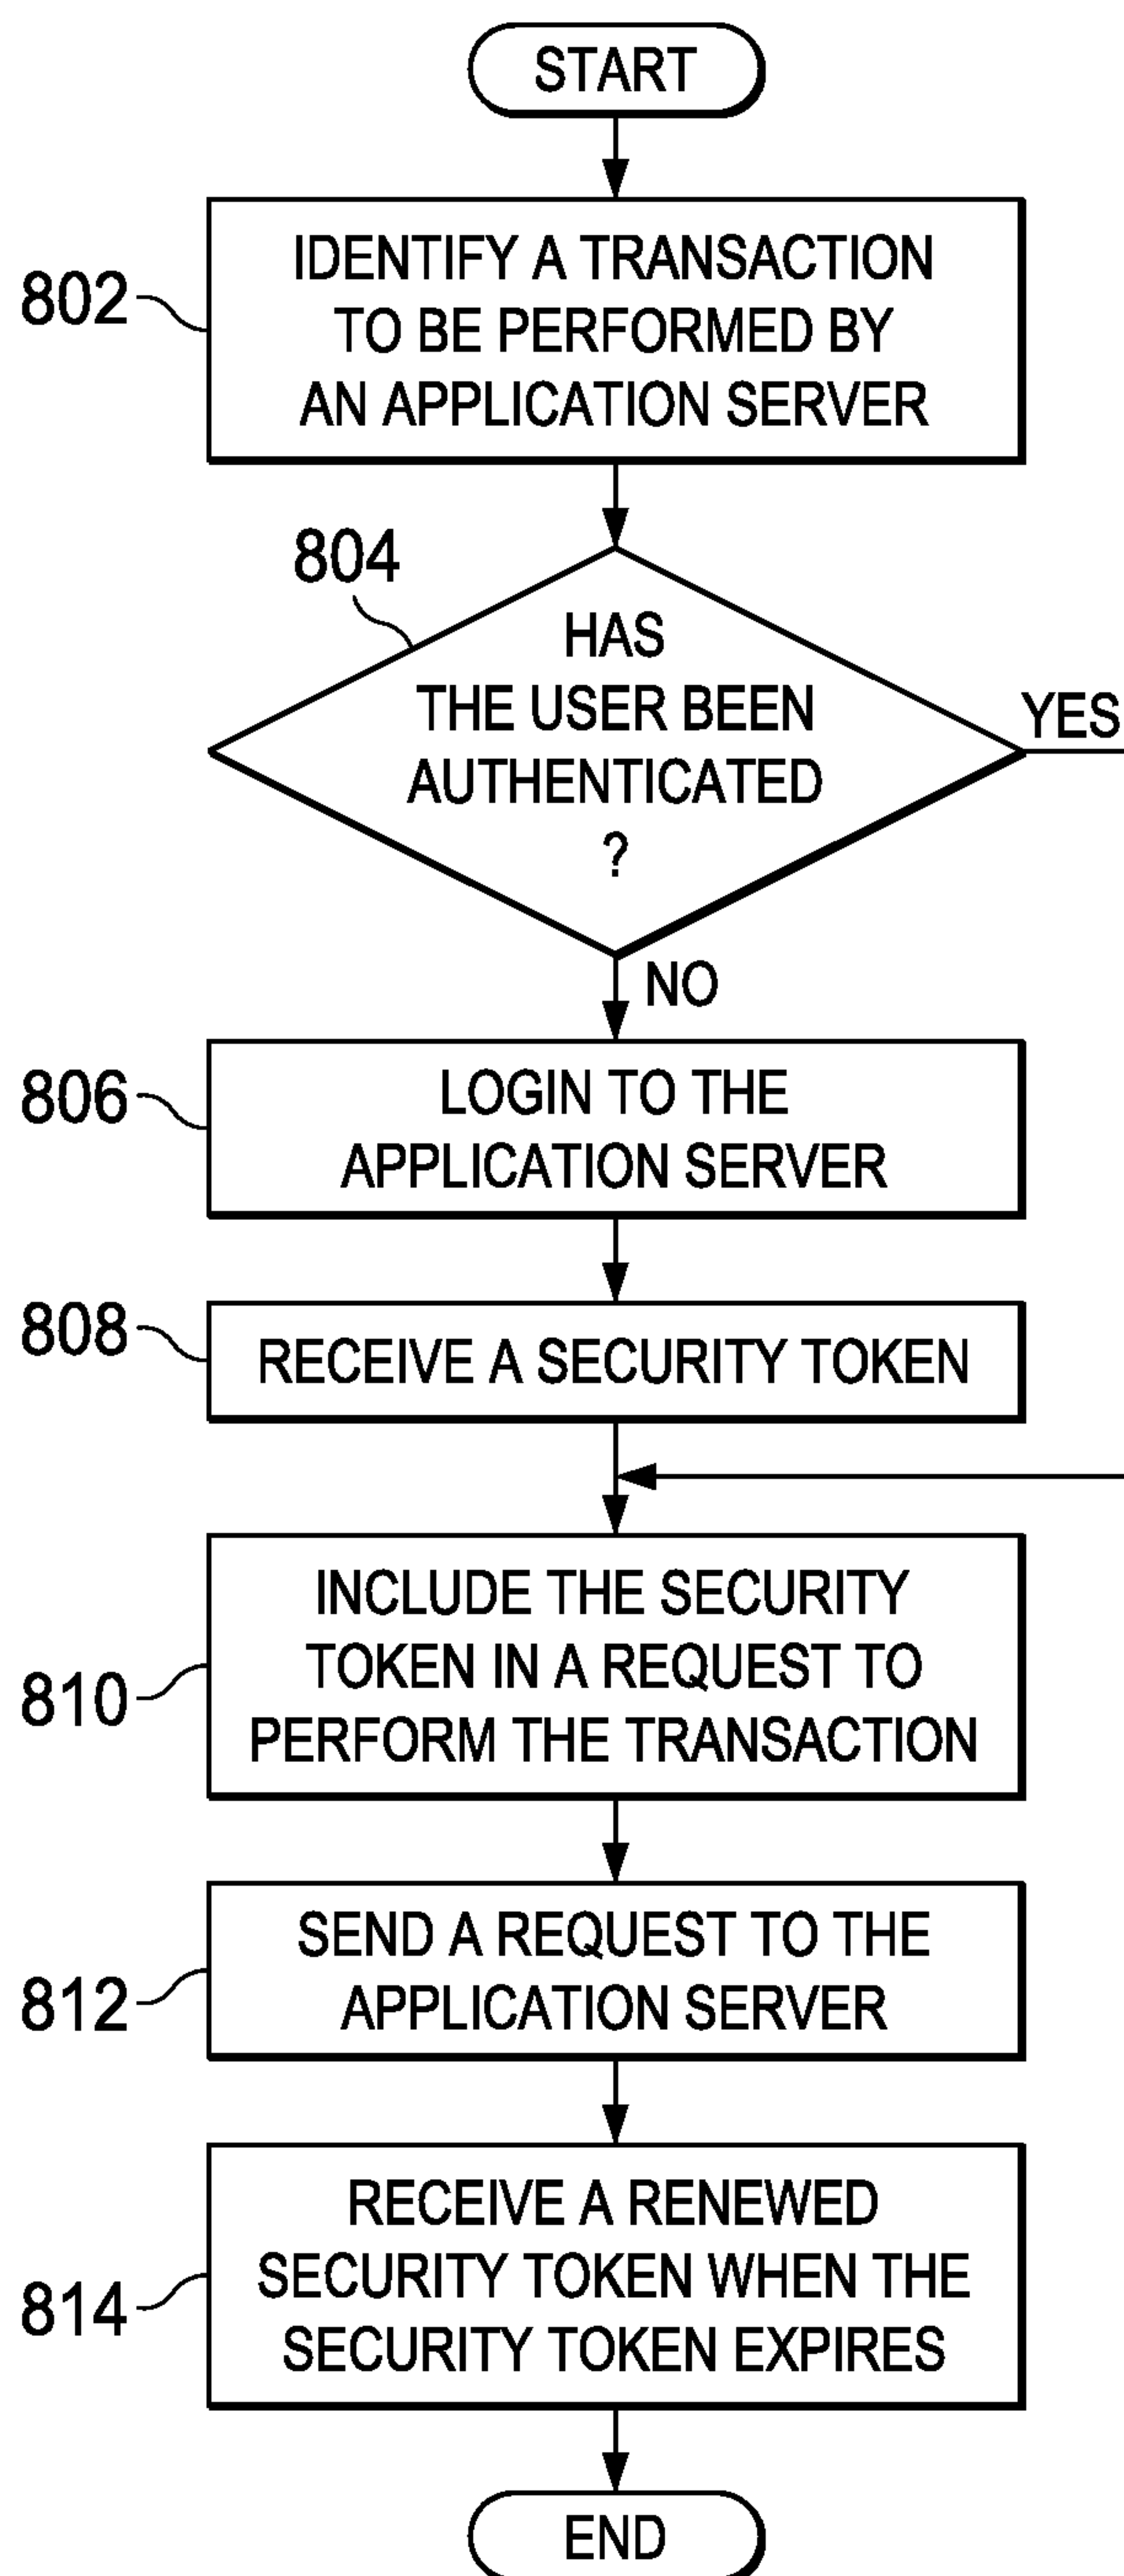 START
802
IDENTIFY A TRANSACTION
TO BE PERFORMED BY
AN APPLICATION SERVER
804
HAS
THE USER BEEN
AUTHENTICATED
?
YES
NO
806
LOGIN TO THE
APPLICATION SERVER
808
RECEIVE A SECURITY TOKEN
810
INCLUDE THE SECURITY
TOKEN IN A REQUEST TO
PERFORM THE TRANSACTION
812
SEND A REQUEST TO THE
APPLICATION SERVER
814
RECEIVE A RENEWED
SECURITY TOKEN WHEN THE
SECURITY TOKEN EXPIRES
END